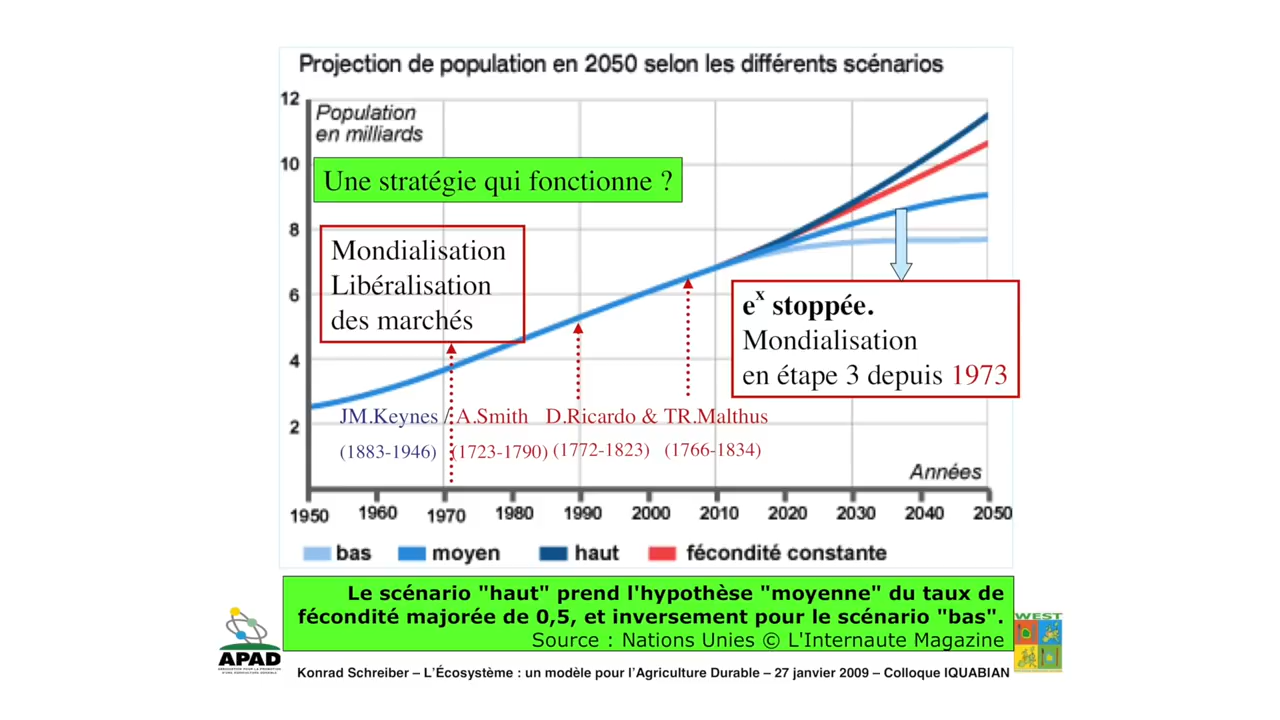 Projection de population en 2050 selon les différents scénarios
12
Population
en milliards
10
Une stratégie qui fonctionne ?
8
Mondialisation
Libéralisation
des marchés
6
e^x stoppée.
Mondialisation
en étape 3 depuis 1973
4
JM.Keynes / A.Smith D.Ricardo & TR.Malthus
2
(1883-1946) (1723-1790) (1772-1823) (1766-1834)
Années
1950 1960 1970 1980 1990 2000 2010 2020 2030 2040 2050
bas moyen haut fécondité constante
Le scénario "haut" prend l'hypothèse "moyenne" du taux de
fécondité majorée de 0,5, et inversement pour le scénario "bas".
Source : Nations Unies © L'Internaute Magazine
WEST
APAD
Konrad Schreiber – L'Écosystème : un modèle pour l'Agriculture Durable – 27 janvier 2009 – Colloque IQUABIAN